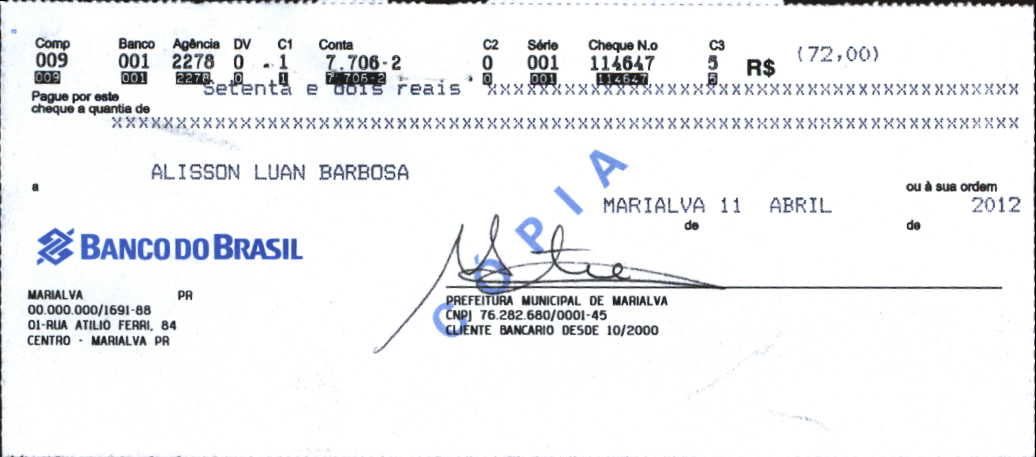 Comp Banco Agência DV C1 Conta C2 Série Cheque N.o C3
009 001 2278 0 1 7.706-2 0 001 114647 5 R$ (72,00)
009 001 2278 0 1 7.706-2 0 001 114647 5
Setenta e dois reais XXXXXXXXXXXXXXXXXXXXXXXXXXXXXXXXXXXXXXXXX
Pague por este
cheque a quantia de
XXXXXXXXXXXXXXXXXXXXXXXXXXXXXXXXXXXXXXXXXXXXXXXXXXXXXXXXXXXXXXXXXXXXXX
a ALISSON LUAN BARBOSA ou à sua ordem
MARIALVA 11 ABRIL 2012
de de
CÓPIA
BANCO DO BRASIL
MARIALVA PR
00.000.000/1691-88
01-RUA ATILIO FERRI, 84
CENTRO - MARIALVA PR
PREFEITURA MUNICIPAL DE MARIALVA
CNPJ 76.282.680/0001-45
CLIENTE BANCARIO DESDE 10/2000